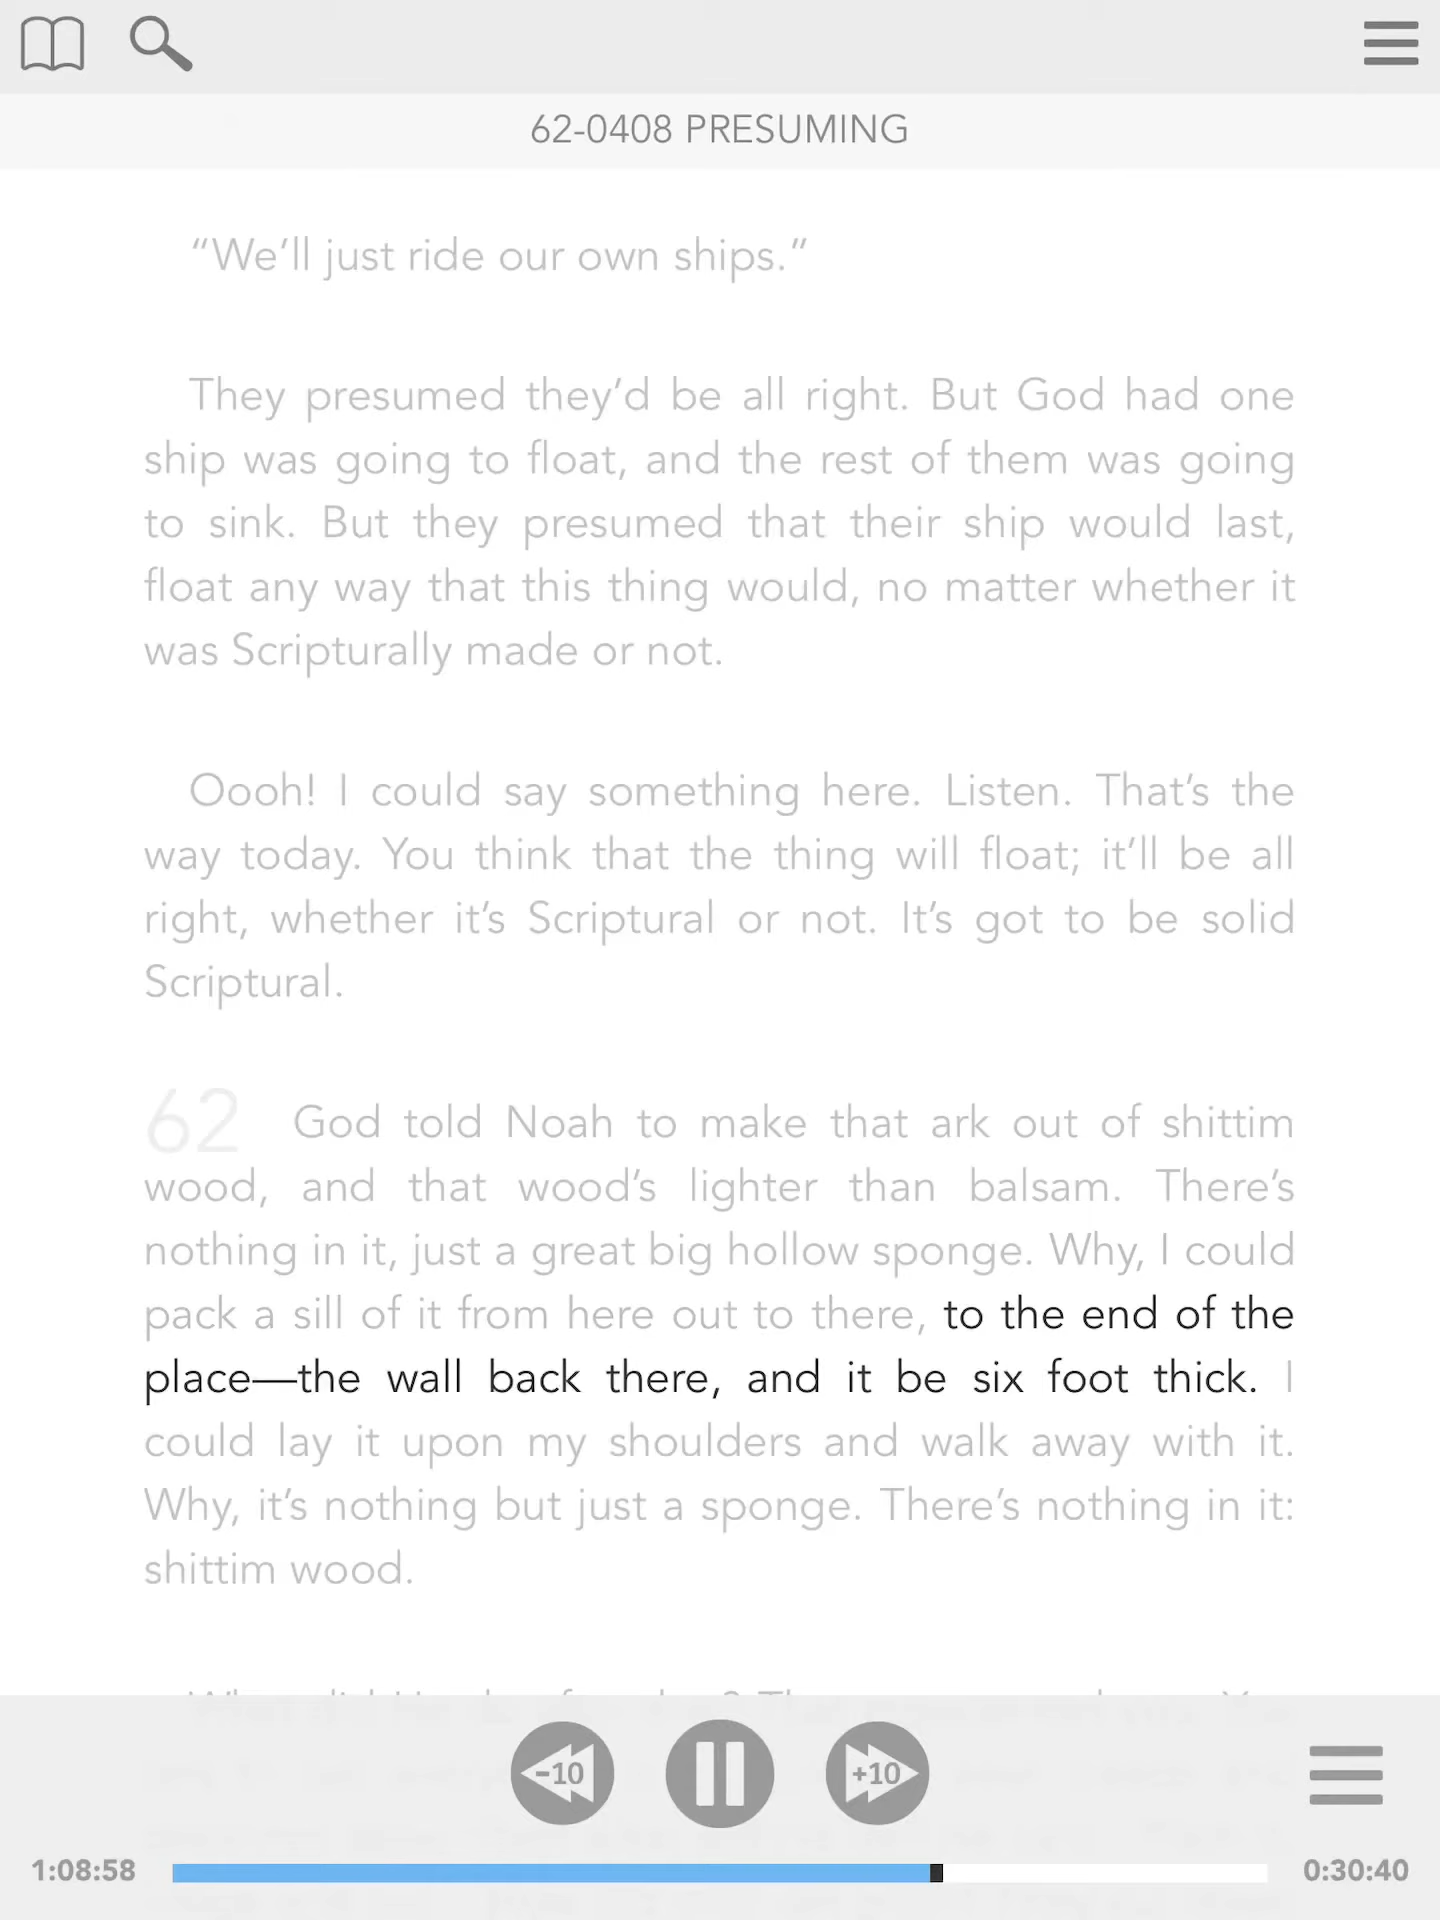 62-0408 PRESUMING
“We’ll just ride our own ships.”
They presumed they’d be all right. But God had one
ship was going to float, and the rest of them was going
to sink. But they presumed that their ship would last,
float any way that this thing would, no matter whether it
was Scripturally made or not.
Oooh! I could say something here. Listen. That’s the
way today. You think that the thing will float; it’ll be all
right, whether it’s Scriptural or not. It’s got to be solid
Scriptural.
62 God told Noah to make that ark out of shittim
wood, and that wood’s lighter than balsam. There’s
nothing in it, just a great big hollow sponge. Why, I could
pack a sill of it from here out to there, to the end of the
place—the wall back there, and it be six foot thick. I
could lay it upon my shoulders and walk away with it.
Why, it’s nothing but just a sponge. There’s nothing in it:
shittim wood.
-10 +10
1:08:58 0:30:40